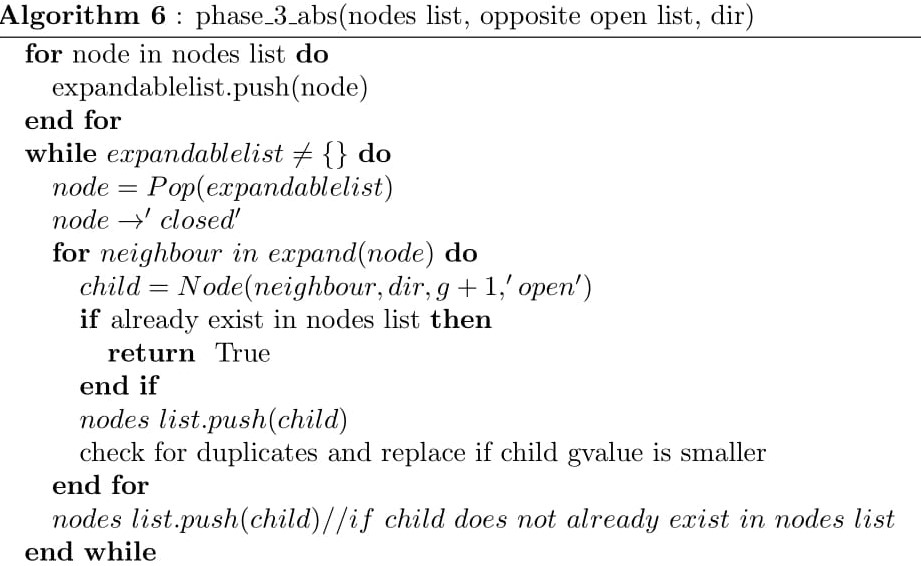 Algorithm 6 : phase_3_abs(nodes list, opposite open list, dir)
for node in nodes list do
expandablelist.push(node)
end for
while expandablelist ≠ {} do
node = Pop(expandablelist)
node →′ closed′
for neighbour in expand(node) do
child = Node(neighbour, dir, g + 1,′ open′)
if already exist in nodes list then
return True
end if
nodes list.push(child)
check for duplicates and replace if child gvalue is smaller
end for
nodes list.push(child)//if child does not already exist in nodes list
end while